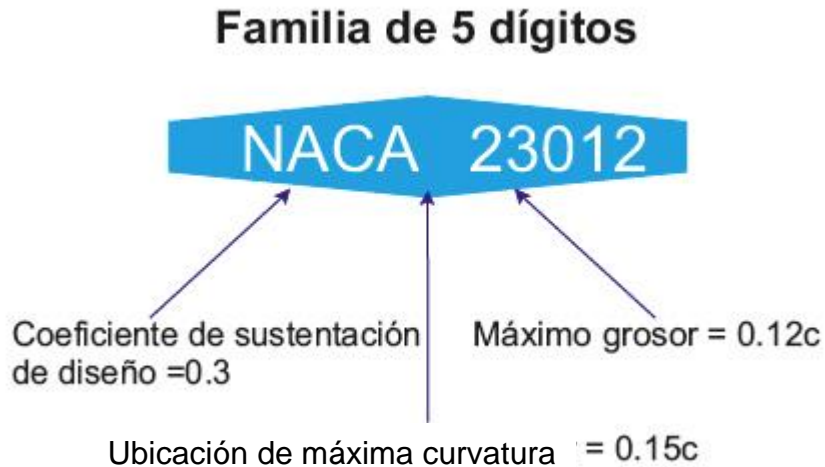 Familia de 5 dígitos
NACA 23012
Coeficiente de sustentación
de diseño =0.3
Máximo grosor = 0.12c
Ubicación de máxima curvatura = 0.15c